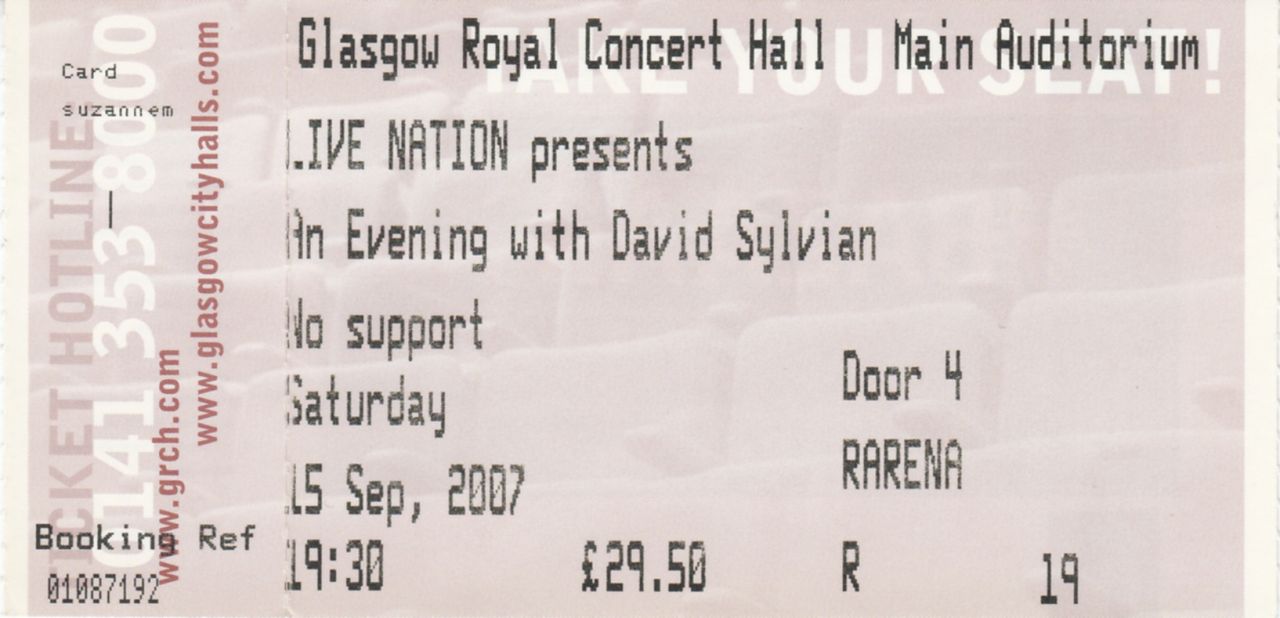 Glasgow Royal Concert Hall Main Auditorium
TAKE YOUR SEAT!
Card
suzannem
LIVE NATION presents
An Evening with David Sylvian
No support
Saturday
15 Sep, 2007
19:30 £29.50 R 19
Door 4
RARENA
Booking Ref
01087192
TICKET HOTLINE
0141 353 8000
www.grch.com
www.glasgowcityhalls.com